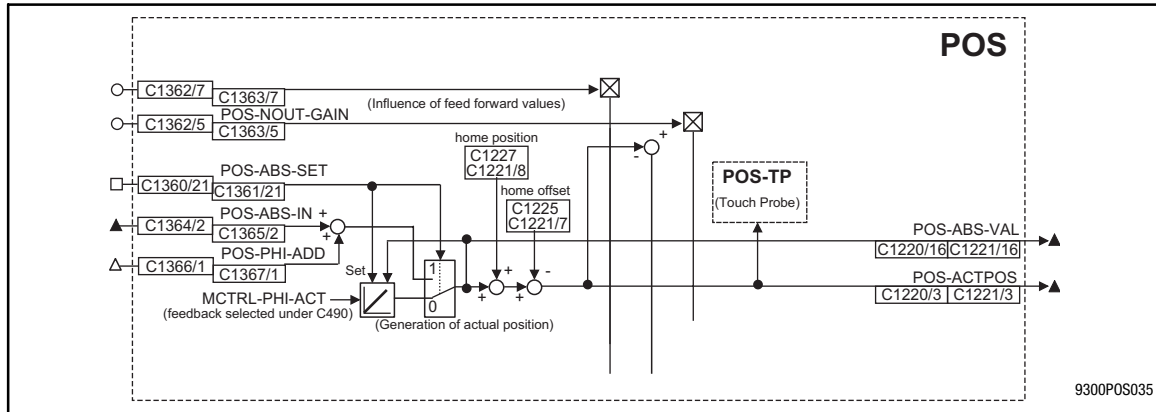 POS
C1362/7
C1363/7
(Influence of feed forward values)
POS-NOUT-GAIN
C1362/5
C1363/5
+
-
home position
C1227
C1221/8
POS-ABS-SET
C1360/21
C1361/21
home offset
C1225
C1221/7
POS-TP
(Touch Probe)
POS-ABS-IN
C1364/2
C1365/2
+
+
POS-PHI-ADD
C1366/1
C1367/1
POS-ABS-VAL
C1220/16 C1221/16
Set
1
0
+
+
-
+
MCTRL-PHI-ACT
(feedback selected under C490)
(Generation of actual position)
POS-ACTPOS
C1220/3 C1221/3
9300POS035